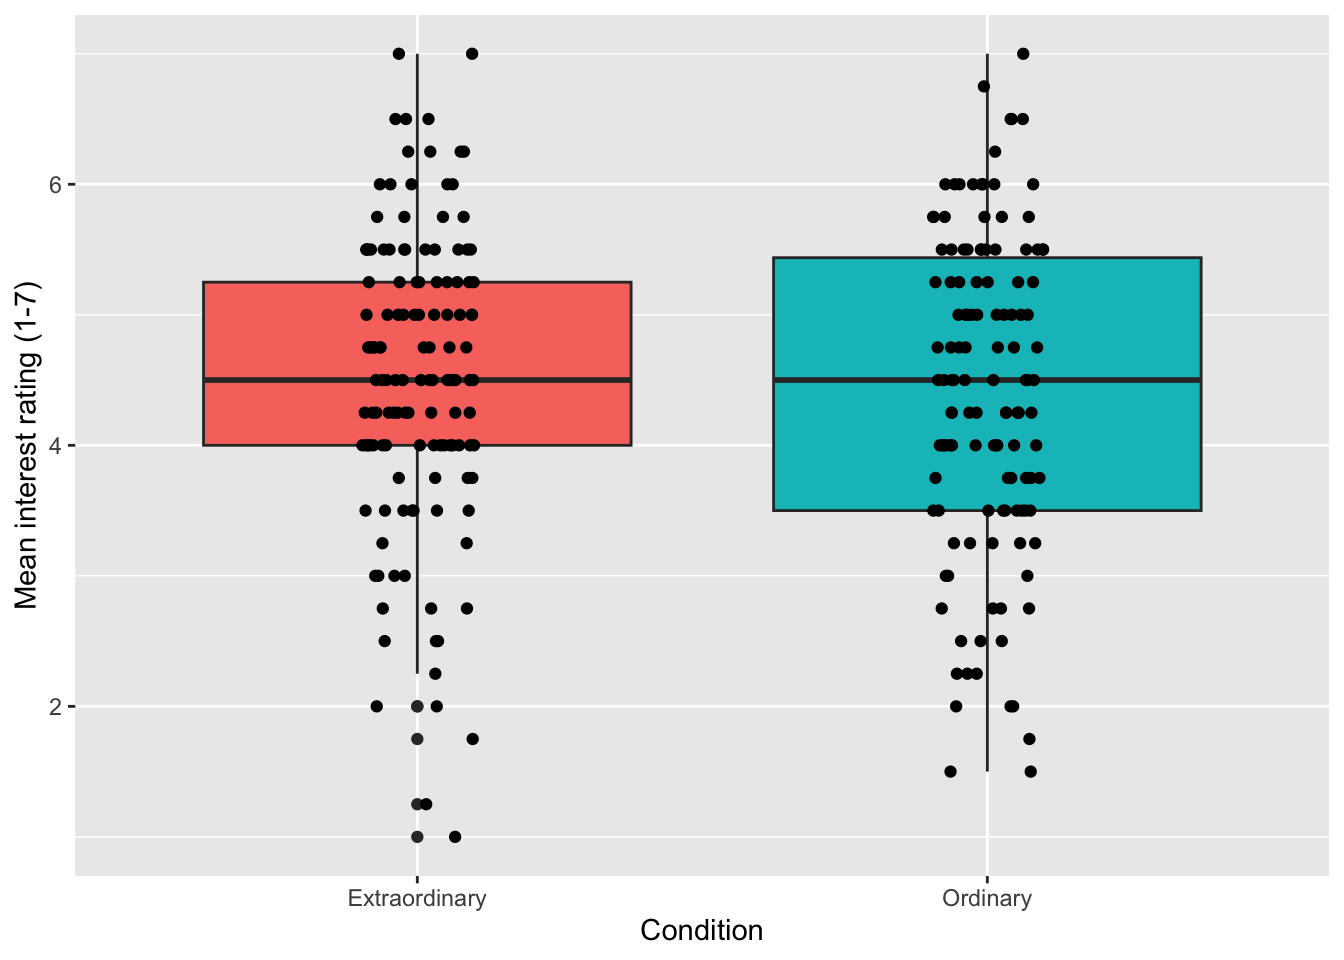 Mean interest rating (1-7)
6
4
2
Extraordinary
Ordinary
Condition